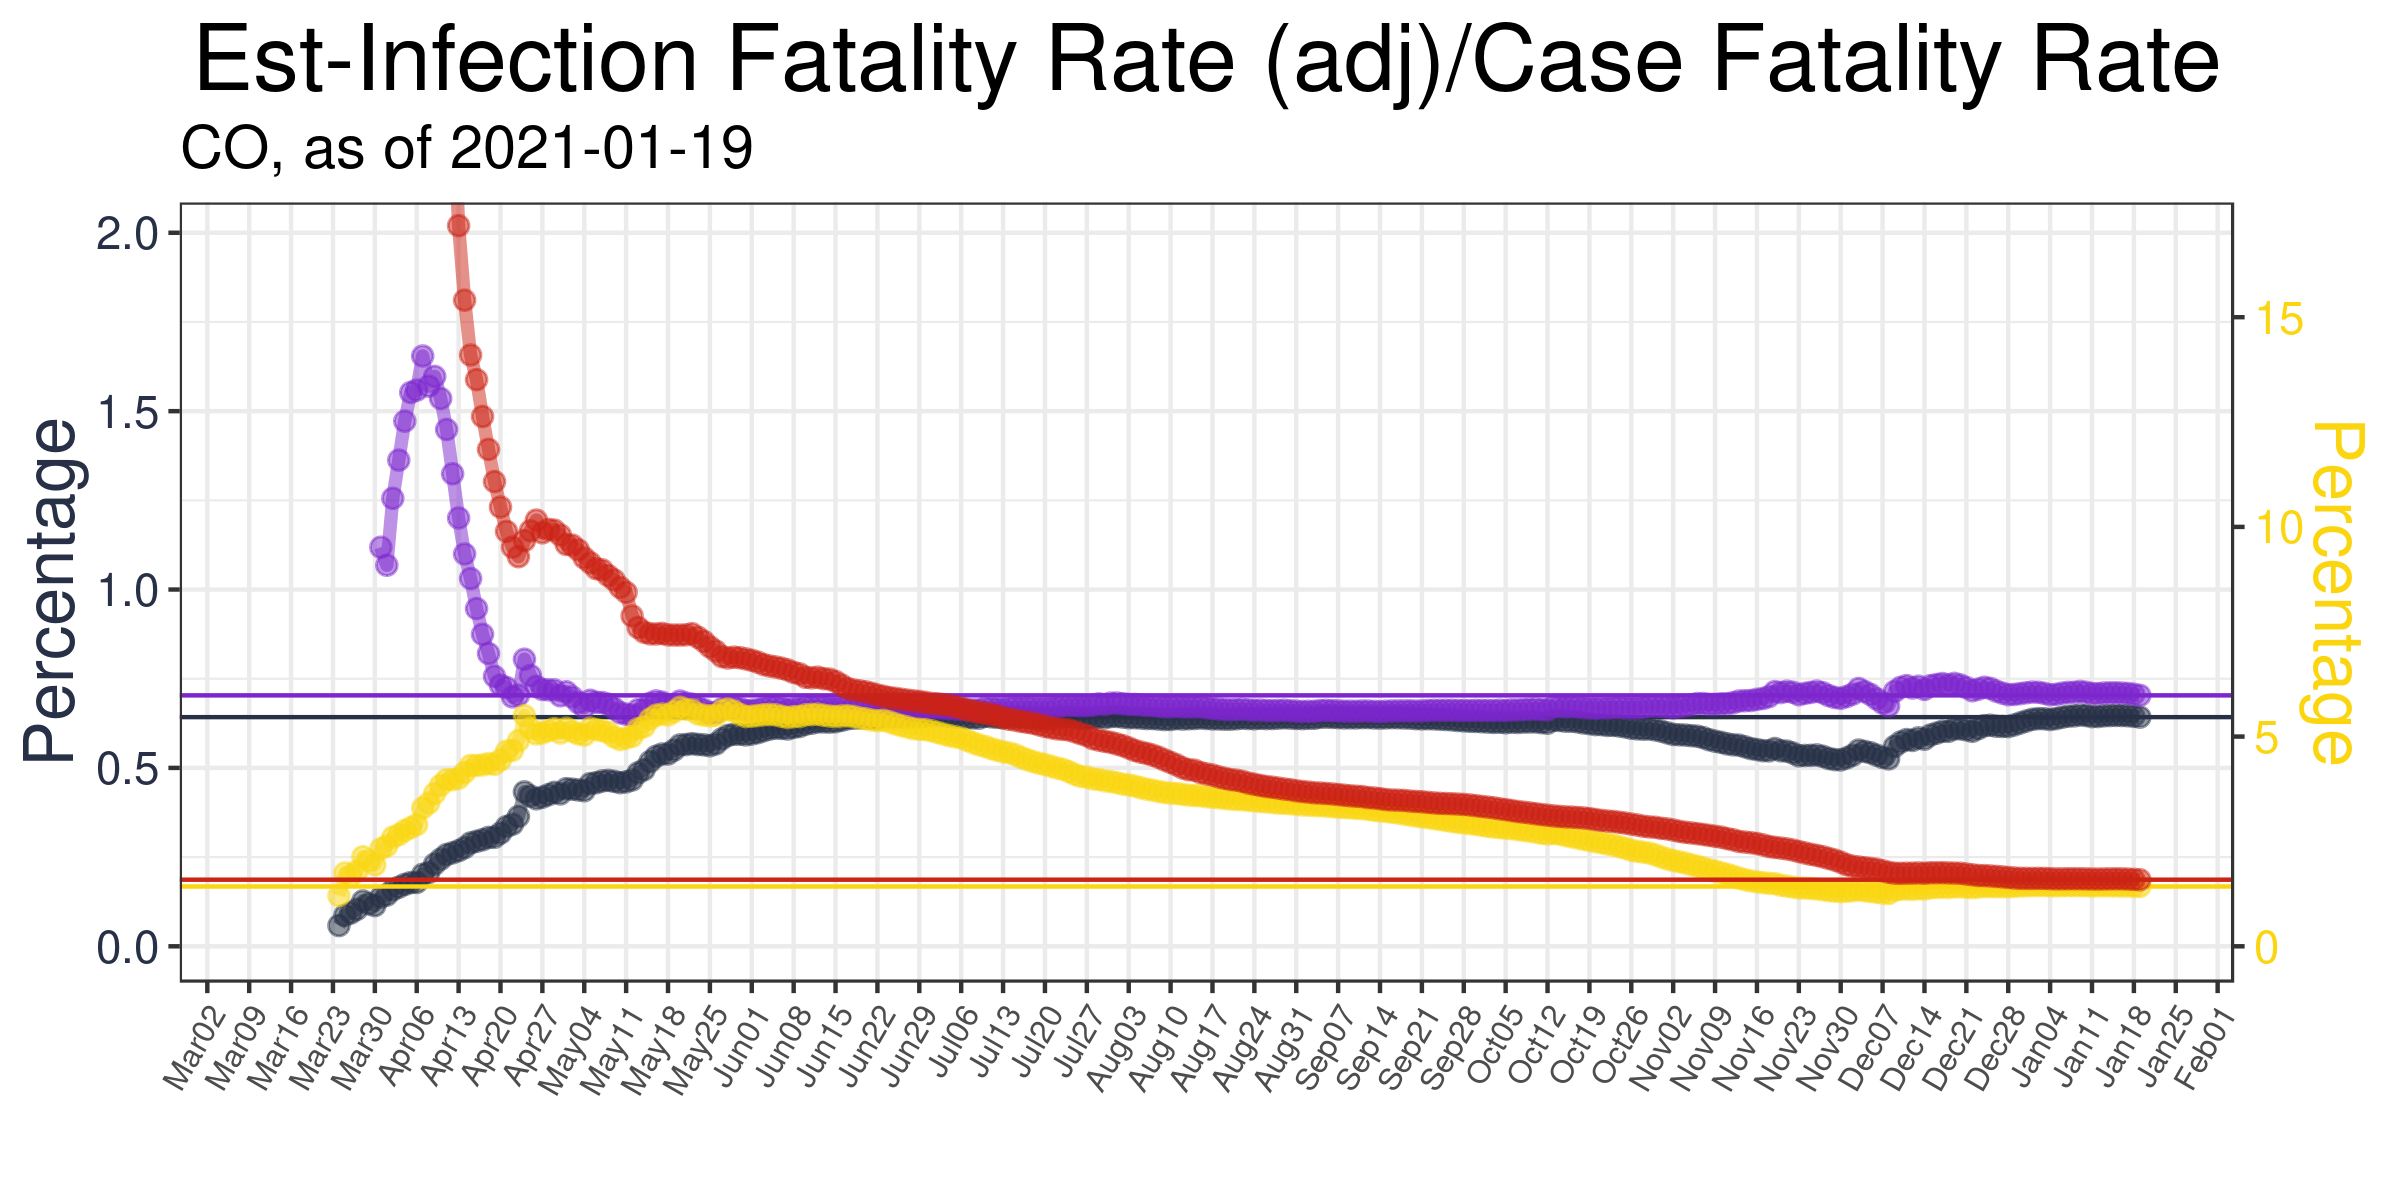 Est-Infection Fatality Rate (adj)/Case Fatality Rate
CO, as of 2021-01-19
Percentage
2.0
1.5
1.0
0.5
0.0
15
10
5
0
Percentage
Mar02
Mar09
Mar16
Mar23
Mar30
Apr06
Apr13
Apr20
Apr27
May04
May11
May18
May25
Jun01
Jun08
Jun15
Jun22
Jun29
Jul06
Jul13
Jul20
Jul27
Aug03
Aug10
Aug17
Aug24
Aug31
Sep07
Sep14
Sep21
Sep28
Oct05
Oct12
Oct19
Oct26
Nov02
Nov09
Nov16
Nov23
Nov30
Dec07
Dec14
Dec21
Dec28
Jan04
Jan11
Jan18
Jan25
Feb01